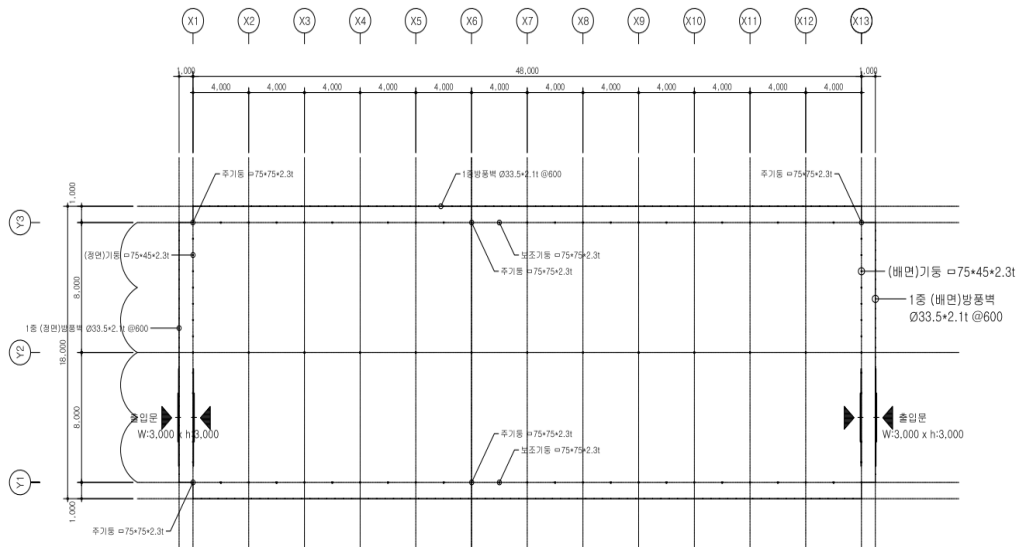 X1 X2 X3 X4 X5 X6 X7 X8 X9 X10 X11 X12 X13
1,000 48,000 1,000
4,000 4,000 4,000 4,000 4,000 4,000 4,000 4,000 4,000 4,000 4,000 4,000
주기둥 ㅁ75*75*2.3t
1중방풍벽 Ø33.5*2.1t @600
주기둥 ㅁ75*75*2.3t
1,000
Y3
(정면)기둥 ㅁ75*45*2.3t
보조기둥 ㅁ75*75*2.3t
주기둥 ㅁ75*75*2.3t
(배면)기둥 ㅁ75*45*2.3t
8,000
1중 (배면)방풍벽
Ø33.5*2.1t @600
1중 (정면)방풍벽 Ø33.5*2.1t @600
Y2
18,000
8,000
출입문
W:3,000 x h:3,000
출입문
W:3,000 x h:3,000
주기둥 ㅁ75*75*2.3t
보조기둥 ㅁ75*75*2.3t
Y1
1,000
주기둥 ㅁ75*75*2.3t